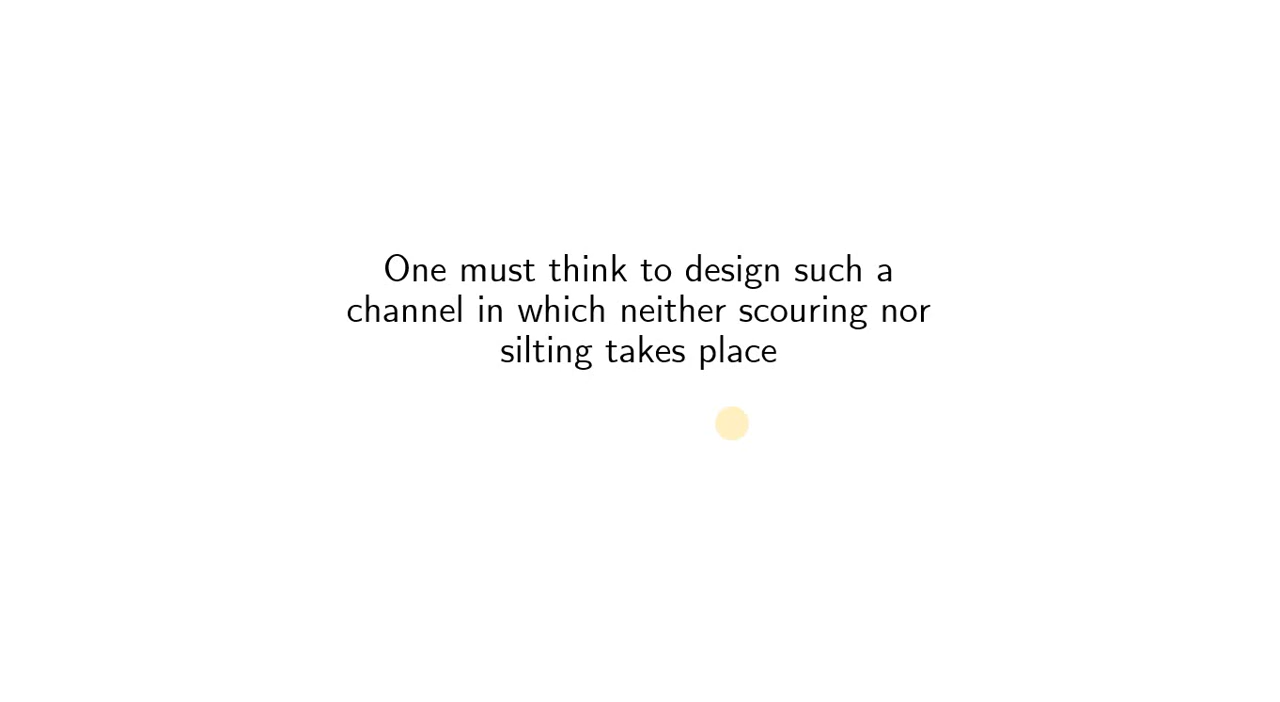 One must think to design such a
channel in which neither scouring nor
silting takes place